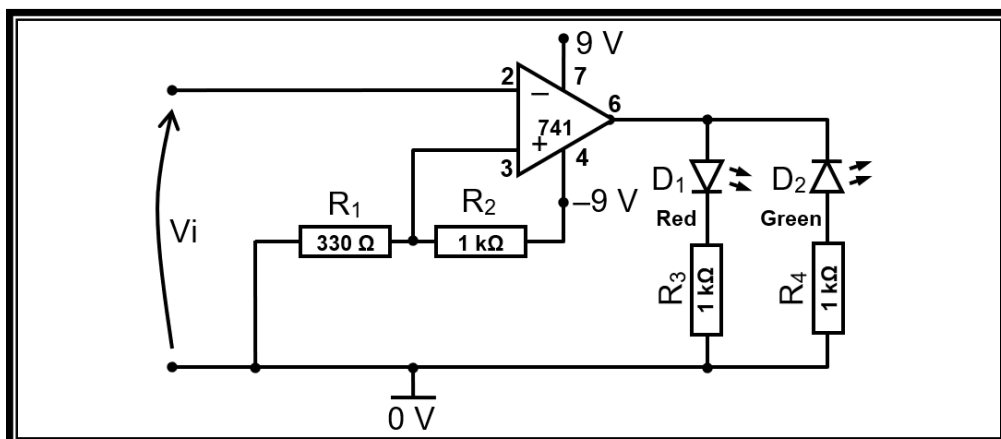 9 V
2
7
–
6
741
+
3
4
–9 V
Vi
R1
330 Ω
R2
1 kΩ
D1
Red
D2
Green
R3
1 kΩ
R4
1 kΩ
0 V